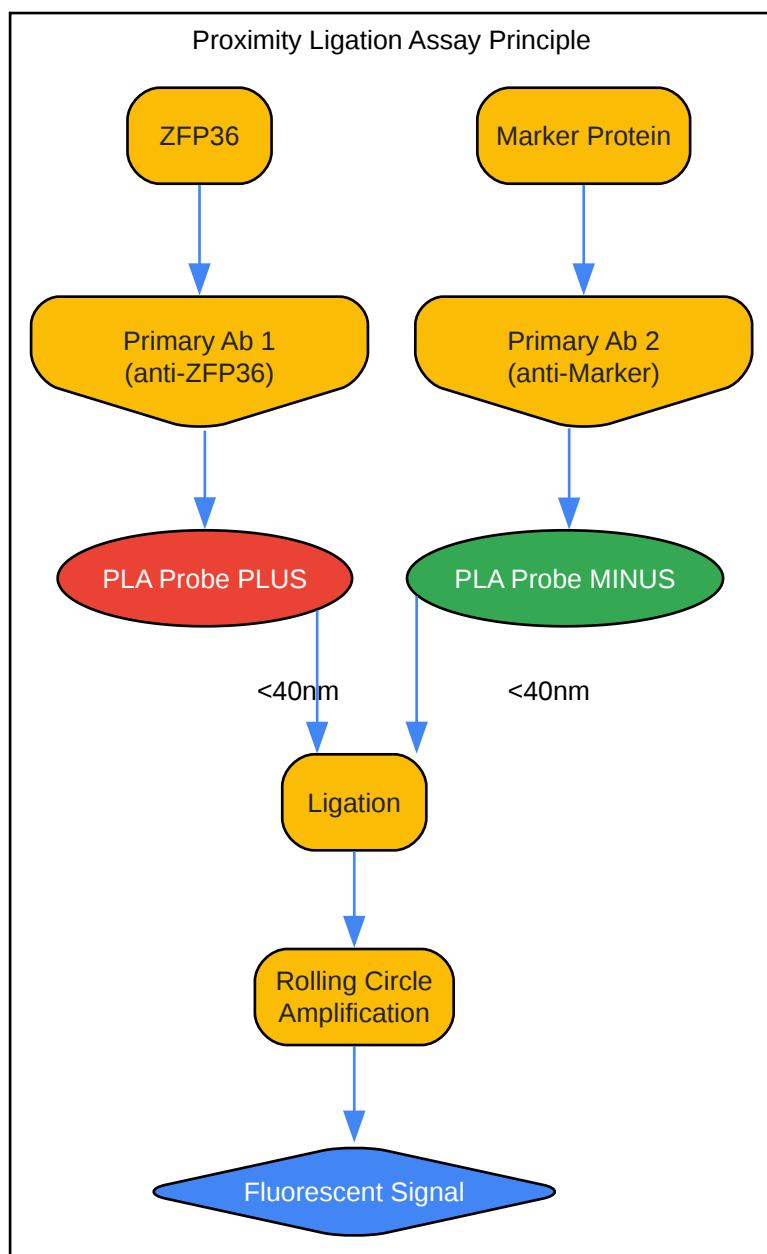 Proximity Ligation Assay Principle
ZFP36
Marker Protein
Primary Ab 1
(anti-ZFP36)
Primary Ab 2
(anti-Marker)
PLA Probe PLUS
PLA Probe MINUS
<40nm
<40nm
Ligation
Rolling Circle
Amplification
Fluorescent Signal